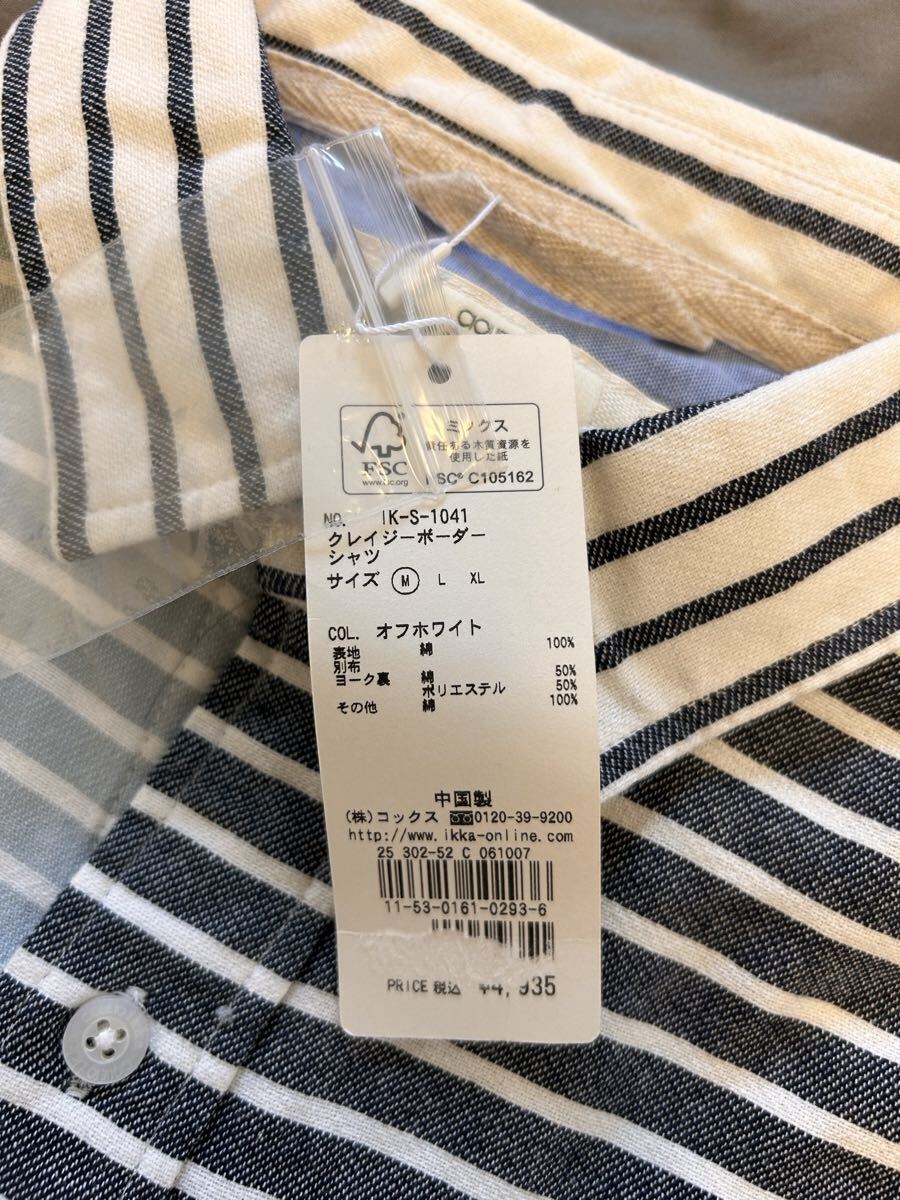 ミックス
責任ある木質資源を
使用した紙
FSC
www.fsc.org
FSC® C105162
NO. IK-S-1041
クレイジーボーダー
シャツ
サイズ M L XL
COL. オフホワイト
表地 綿 100%
別布
ヨーク裏 綿 50%
ポリエステル 50%
その他 綿 100%
中国製
(株)コックス 0120-39-9200
http://www.ikka-online.com
25 302-52 C 061007
11-53-0161-0293-6
PRICE 税込 ¥4,935